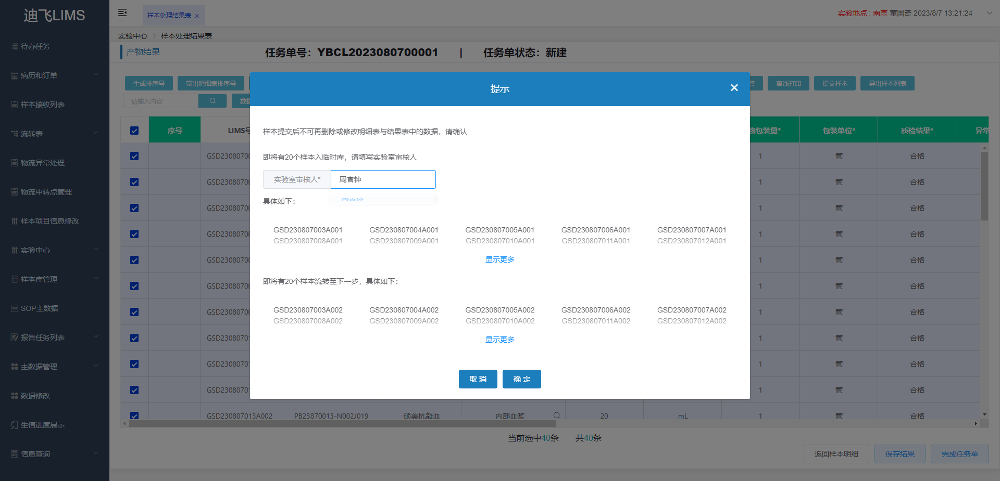 迪飞LIMS
待办任务
病历和订单
样本接收列表
流转表
物流异常处理
物流中转点管理
样本项目信息修改
实验中心
样本库管理
SOP主数据
报告任务列表
主数据管理
数据修改
生信进度展示
信息查询
样本处理结果表
实验地点 : 南京 董国奇 2023/8/7 13:21:24
实验中心 > 样本处理结果表
产物结果
任务单号：YBCL2023080700001 | 任务单状态：新建
生成排序号 带出明细表排序号 签 离线打印 提交样本 导出样本列表
请输入内容 数据
序号 LIMS号 物包装量* 包装单位* 质检结果* 异常
GSD2308070 1 管 合格
GSD2308070 1 管 合格
GSD2308070 1 管 合格
GSD2308070 1 管 合格
GSD2308070 1 管 合格
GSD2308070 1 管 合格
GSD2308070 1 管 合格
GSD2308070 1 管 合格
GSD2308070 1 管 合格
GSD2308070 1 管 合格
GSD230807013A002 PB23870013-N002J019 硕美抗凝血 内部血浆 20 mL 1 管 合格
当前选中40条 共40条
返回样本明细 保存结果 完成任务单
提示
样本提交后不可再删除或修改明细表与结果表中的数据，请确认
即将有20个样本入临时库，请填写实验室审核人
实验室审核人* 周官钟
具体如下：
GSD230807003A001 GSD230807004A001 GSD230807005A001 GSD230807006A001 GSD230807007A001
GSD230807008A001 GSD230807009A001 GSD230807010A001 GSD230807011A001 GSD230807012A001
显示更多
即将有20个样本流转至下一步，具体如下：
GSD230807003A002 GSD230807004A002 GSD230807005A002 GSD230807006A002 GSD230807007A002
GSD230807008A002 GSD230807009A002 GSD230807010A002 GSD230807011A002 GSD230807012A002
显示更多
取消 确定